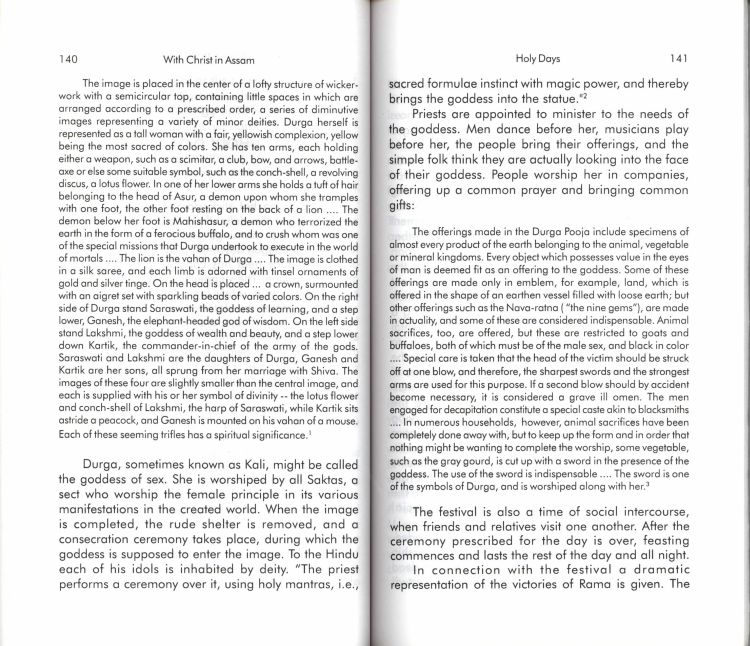 140 With Christ in Assam
The image is placed in the center of a lofty structure of wicker-
work with a semicircular top, containing little spaces in which are
arranged according to a prescribed order, a series of diminutive
images representing a variety of minor deities. Durga herself is
represented as a tall woman with a fair, yellowish complexion, yellow
being the most sacred of colors. She has ten arms, each holding
either a weapon, such as a scimitar, a club, bow, and arrows, battle-
axe or else some suitable symbol, such as the conch-shell, a revolving
discus, a lotus flower. In one of her lower arms she holds a tuft of hair
belonging to the head of Asur, a demon upon whom she tramples
with one foot, the other foot resting on the back of a lion .... The
demon below her foot is Mahishasur, a demon who terrorized the
earth in the form of a ferocious buffalo, and to crush whom was one
of the special missions that Durga undertook to execute in the world
of mortals .... The lion is the vahan of Durga .... The image is clothed
in a silk saree, and each limb is adorned with tinsel ornaments of
gold and silver tinge. On the head is placed ... a crown, surmounted
with an aigret set with sparkling beads of varied colors. On the right
side of Durga stand Saraswati, the goddess of learning, and a step
lower, Ganesh, the elephant-headed god of wisdom. On the left side
stand Lakshmi, the goddess of wealth and beauty, and a step lower
down Kartik, the commander-in-chief of the army of the gods.
Saraswati and Lakshmi are the daughters of Durga, Ganesh and
Kartik are her sons, all sprung from her marriage with Shiva. The
images of these four are slightly smaller than the central image, and
each is supplied with his or her symbol of divinity -- the lotus flower
and conch-shell of Lakshmi, the harp of Saraswati, while Kartik sits
astride a peacock, and Ganesh is mounted on his vahan of a mouse.
Each of these seeming trifles has a spiritual significance.¹
Durga, sometimes known as Kali, might be called
the goddess of sex. She is worshiped by all Saktas, a
sect who worship the female principle in its various
manifestations in the created world. When the image
is completed, the rude shelter is removed, and a
consecration ceremony takes place, during which the
goddess is supposed to enter the image. To the Hindu
each of his idols is inhabited by deity. "The priest
performs a ceremony over it, using holy mantras, i.e.,
Holy Days 141
sacred formulae instinct with magic power, and thereby
brings the goddess into the statue."²
Priests are appointed to minister to the needs of
the goddess. Men dance before her, musicians play
before her, the people bring their offerings, and the
simple folk think they are actually looking into the face
of their goddess. People worship her in companies,
offering up a common prayer and bringing common
gifts:
The offerings made in the Durga Pooja include specimens of
almost every product of the earth belonging to the animal, vegetable
or mineral kingdoms. Every object which possesses value in the eyes
of man is deemed fit as an offering to the goddess. Some of these
offerings are made only in emblem, for example, land, which is
offered in the shape of an earthen vessel filled with loose earth; but
other offerings such as the Nava-ratna ( "the nine gems"), are made
in actuality, and some of these are considered indispensable. Animal
sacrifices, too, are offered, but these are restricted to goats and
buffaloes, both of which must be of the male sex, and black in color
.... Special care is taken that the head of the victim should be struck
off at one blow, and therefore, the sharpest swords and the strongest
arms are used for this purpose. If a second blow should by accident
become necessary, it is considered a grave ill omen. The men
engaged for decapitation constitute a special caste akin to blacksmiths
.... In numerous households, however, animal sacrifices have been
completely done away with, but to keep up the form and in order that
nothing might be wanting to complete the worship, some vegetable,
such as the gray gourd, is cut up with a sword in the presence of the
goddess. The use of the sword is indispensable .... The sword is one
of the symbols of Durga, and is worshiped along with her.³
The festival is also a time of social intercourse,
when friends and relatives visit one another. After the
ceremony prescribed for the day is over, feasting
commences and lasts the rest of the day and all night.
In connection with the festival a dramatic
representation of the victories of Rama is given. The